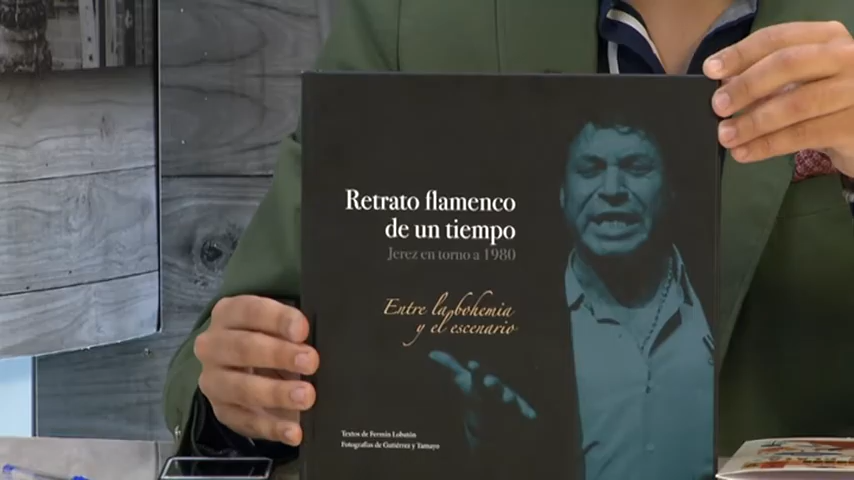 Retrato flamenco
de un tiempo
Jerez en torno a 1980
Entre la bohemia
y el escenario
Textos de Fermín Lobatón
Fotografías de Gutiérrez y Tamayo